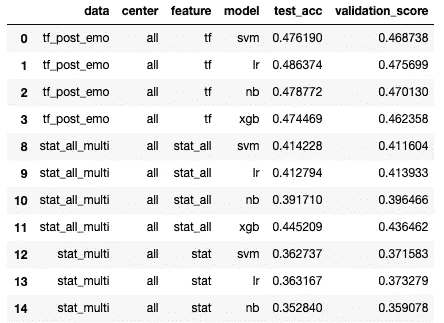 data center feature model test_acc validation_score
0 tf_post_emo all tf svm 0.476190 0.468738
1 tf_post_emo all tf lr 0.486374 0.475699
2 tf_post_emo all tf nb 0.478772 0.470130
3 tf_post_emo all tf xgb 0.474469 0.462358
8 stat_all_multi all stat_all svm 0.414228 0.411604
9 stat_all_multi all stat_all lr 0.412794 0.413933
10 stat_all_multi all stat_all nb 0.391710 0.396466
11 stat_all_multi all stat_all xgb 0.445209 0.436462
12 stat_multi all stat svm 0.362737 0.371583
13 stat_multi all stat lr 0.363167 0.373279
14 stat_multi all stat nb 0.352840 0.359078